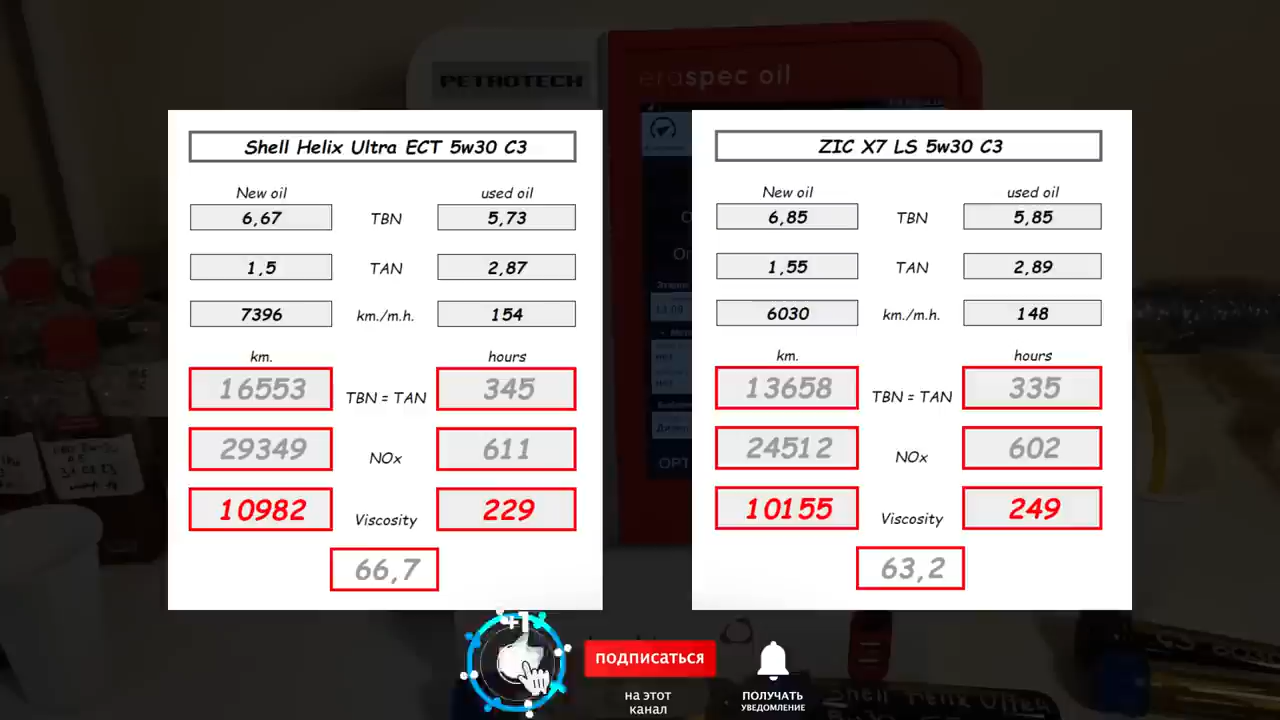 PETROTECH
eraspec oil
Shell Helix Ultra ECT 5w30 C3
New oil used oil
6,67 TBN 5,73
1,5 TAN 2,87
7396 km./m.h. 154
km. hours
16553 TBN = TAN 345
29349 NOx 611
10982 Viscosity 229
66,7
ZIC X7 LS 5w30 C3
New oil used oil
6,85 TBN 5,85
1,55 TAN 2,89
6030 km./m.h. 148
km. hours
13658 TBN = TAN 335
24512 NOx 602
10155 Viscosity 249
63,2
+1
ПОДПИСАТЬСЯ
НА ЭТОТ
КАНАЛ
ПОЛУЧАТЬ
УВЕДОМЛЕНИЕ
Shell Helix Ultra